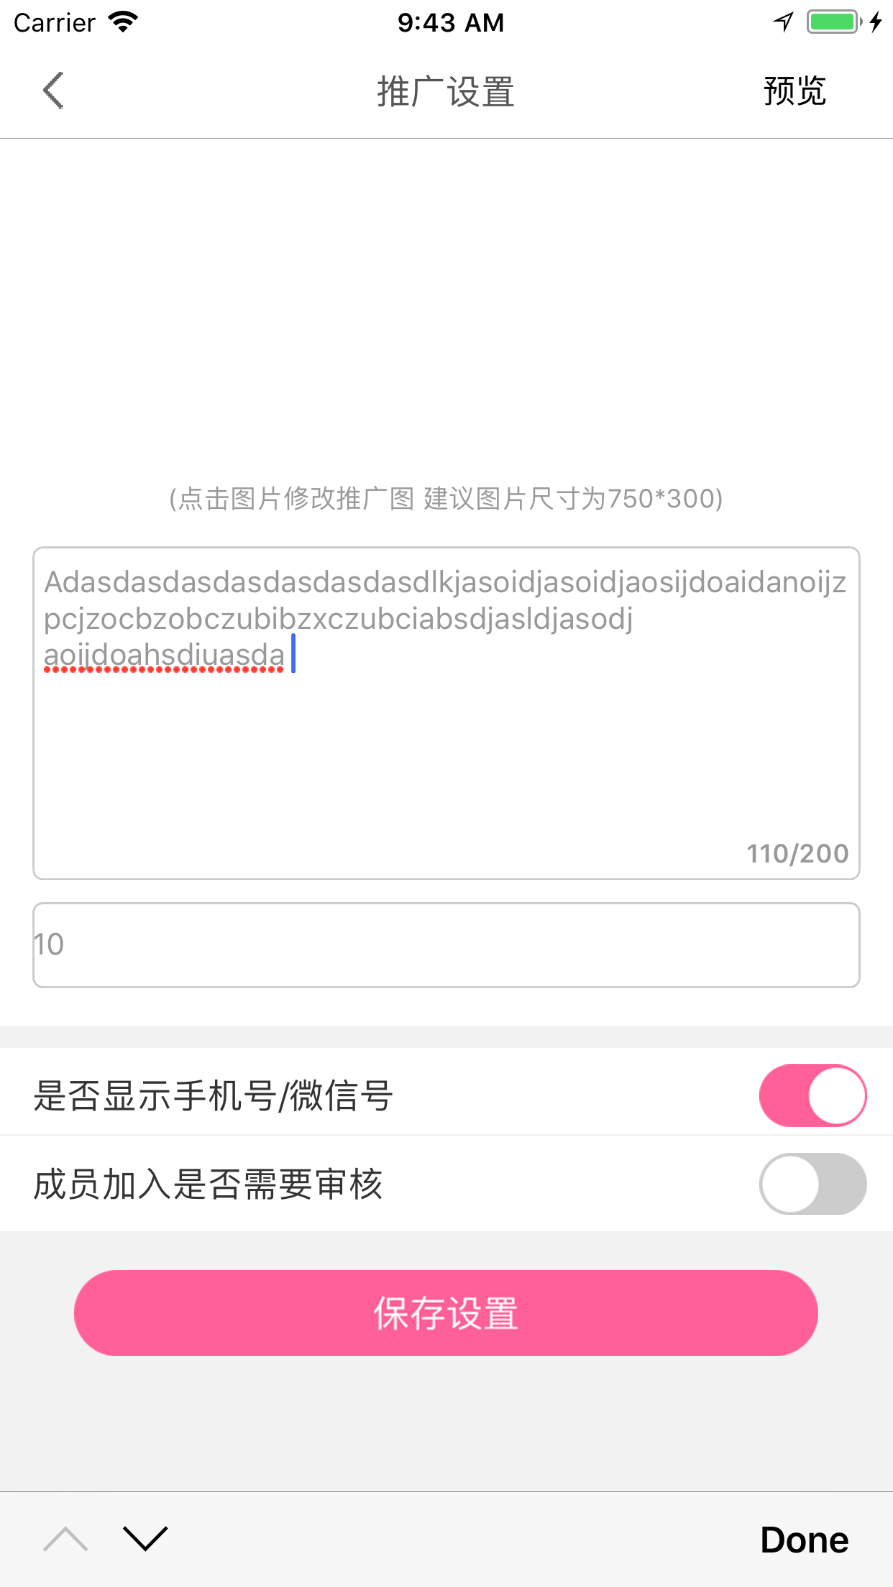 Carrier 9:43 AM
推广设置 预览
(点击图片修改推广图 建议图片尺寸为750*300)
Adasdasdasdasdasdasdasdlkjasoidjasoidjaosijdoaidanoijz
pcjzocbzobczubibzxczubciabsdjasldjasodj
aoijdoahsdiuasda
110/200
10
是否显示手机号/微信号
成员加入是否需要审核
保存设置
Done